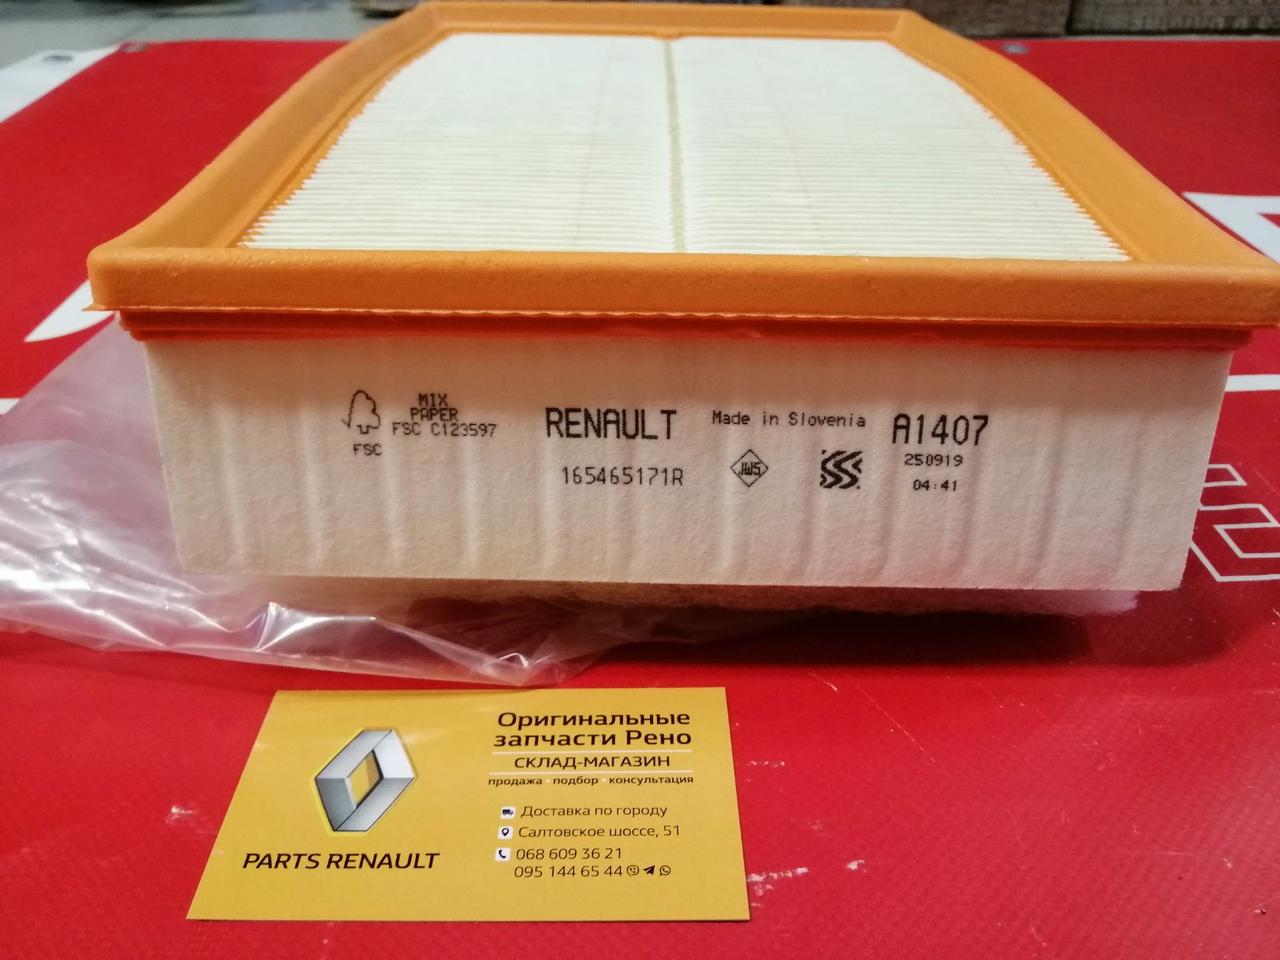 MIX
PAPER
FSC C123597
FSC
RENAULT
165465171R
Made in Slovenia
JWS
A1407
250919
04:41
Оригинальные
запчасти Рено
СКЛАД-МАГАЗИН
продажа · подбор · консультация
Доставка по городу
Салтовское шоссе, 51
068 609 36 21
095 144 65 44
PARTS RENAULT